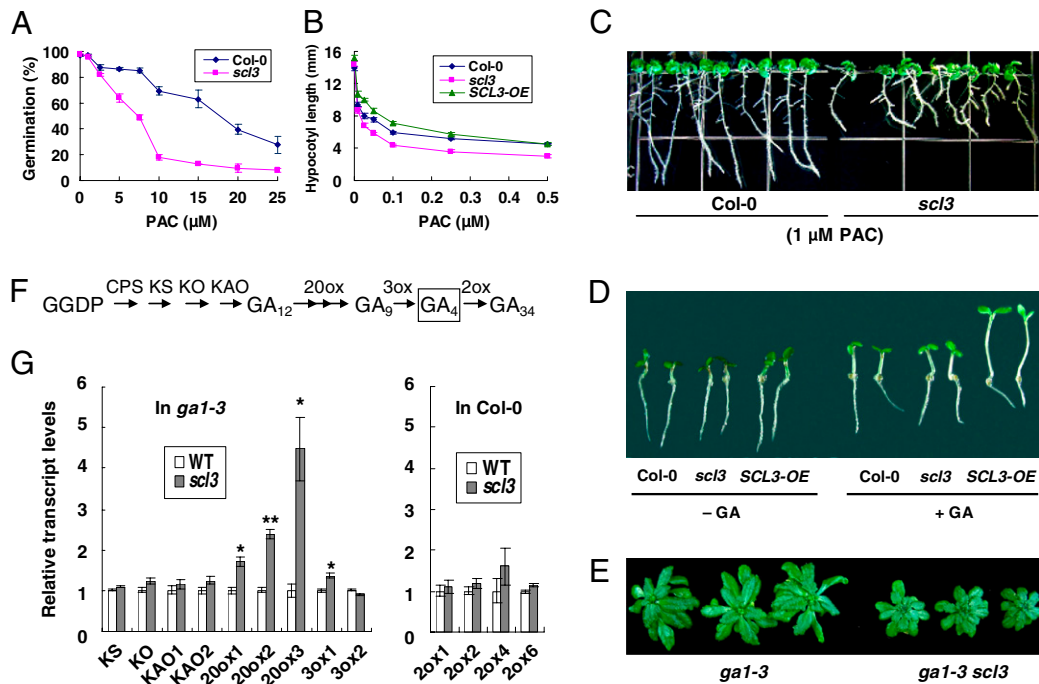 A
Germination (%)
100
80
60
40
20
0
0 5 10 15 20 25
PAC (µM)
Col-0
scl3
B
Hypocotyl length (mm)
16
12
8
4
0
0 0.1 0.2 0.3 0.4 0.5
PAC (µM)
Col-0
scl3
SCL3-OE
C
Col-0 scl3
(1 µM PAC)
F
CPS KS KO KAO 20ox 3ox 2ox
GGDP GA12 GA9 GA4 GA34
D
Col-0 scl3 SCL3-OE Col-0 scl3 SCL3-OE
– GA + GA
G
Relative transcript levels
6
5
4
3
2
1
0
In ga1-3
WT
scl3
* ** * *
KS KO KAO1 KAO2 20ox1 20ox2 20ox3 3ox1 3ox2
6
5
4
3
2
1
0
In Col-0
WT
scl3
2ox1 2ox2 2ox4 2ox6
E
ga1-3 ga1-3 scl3